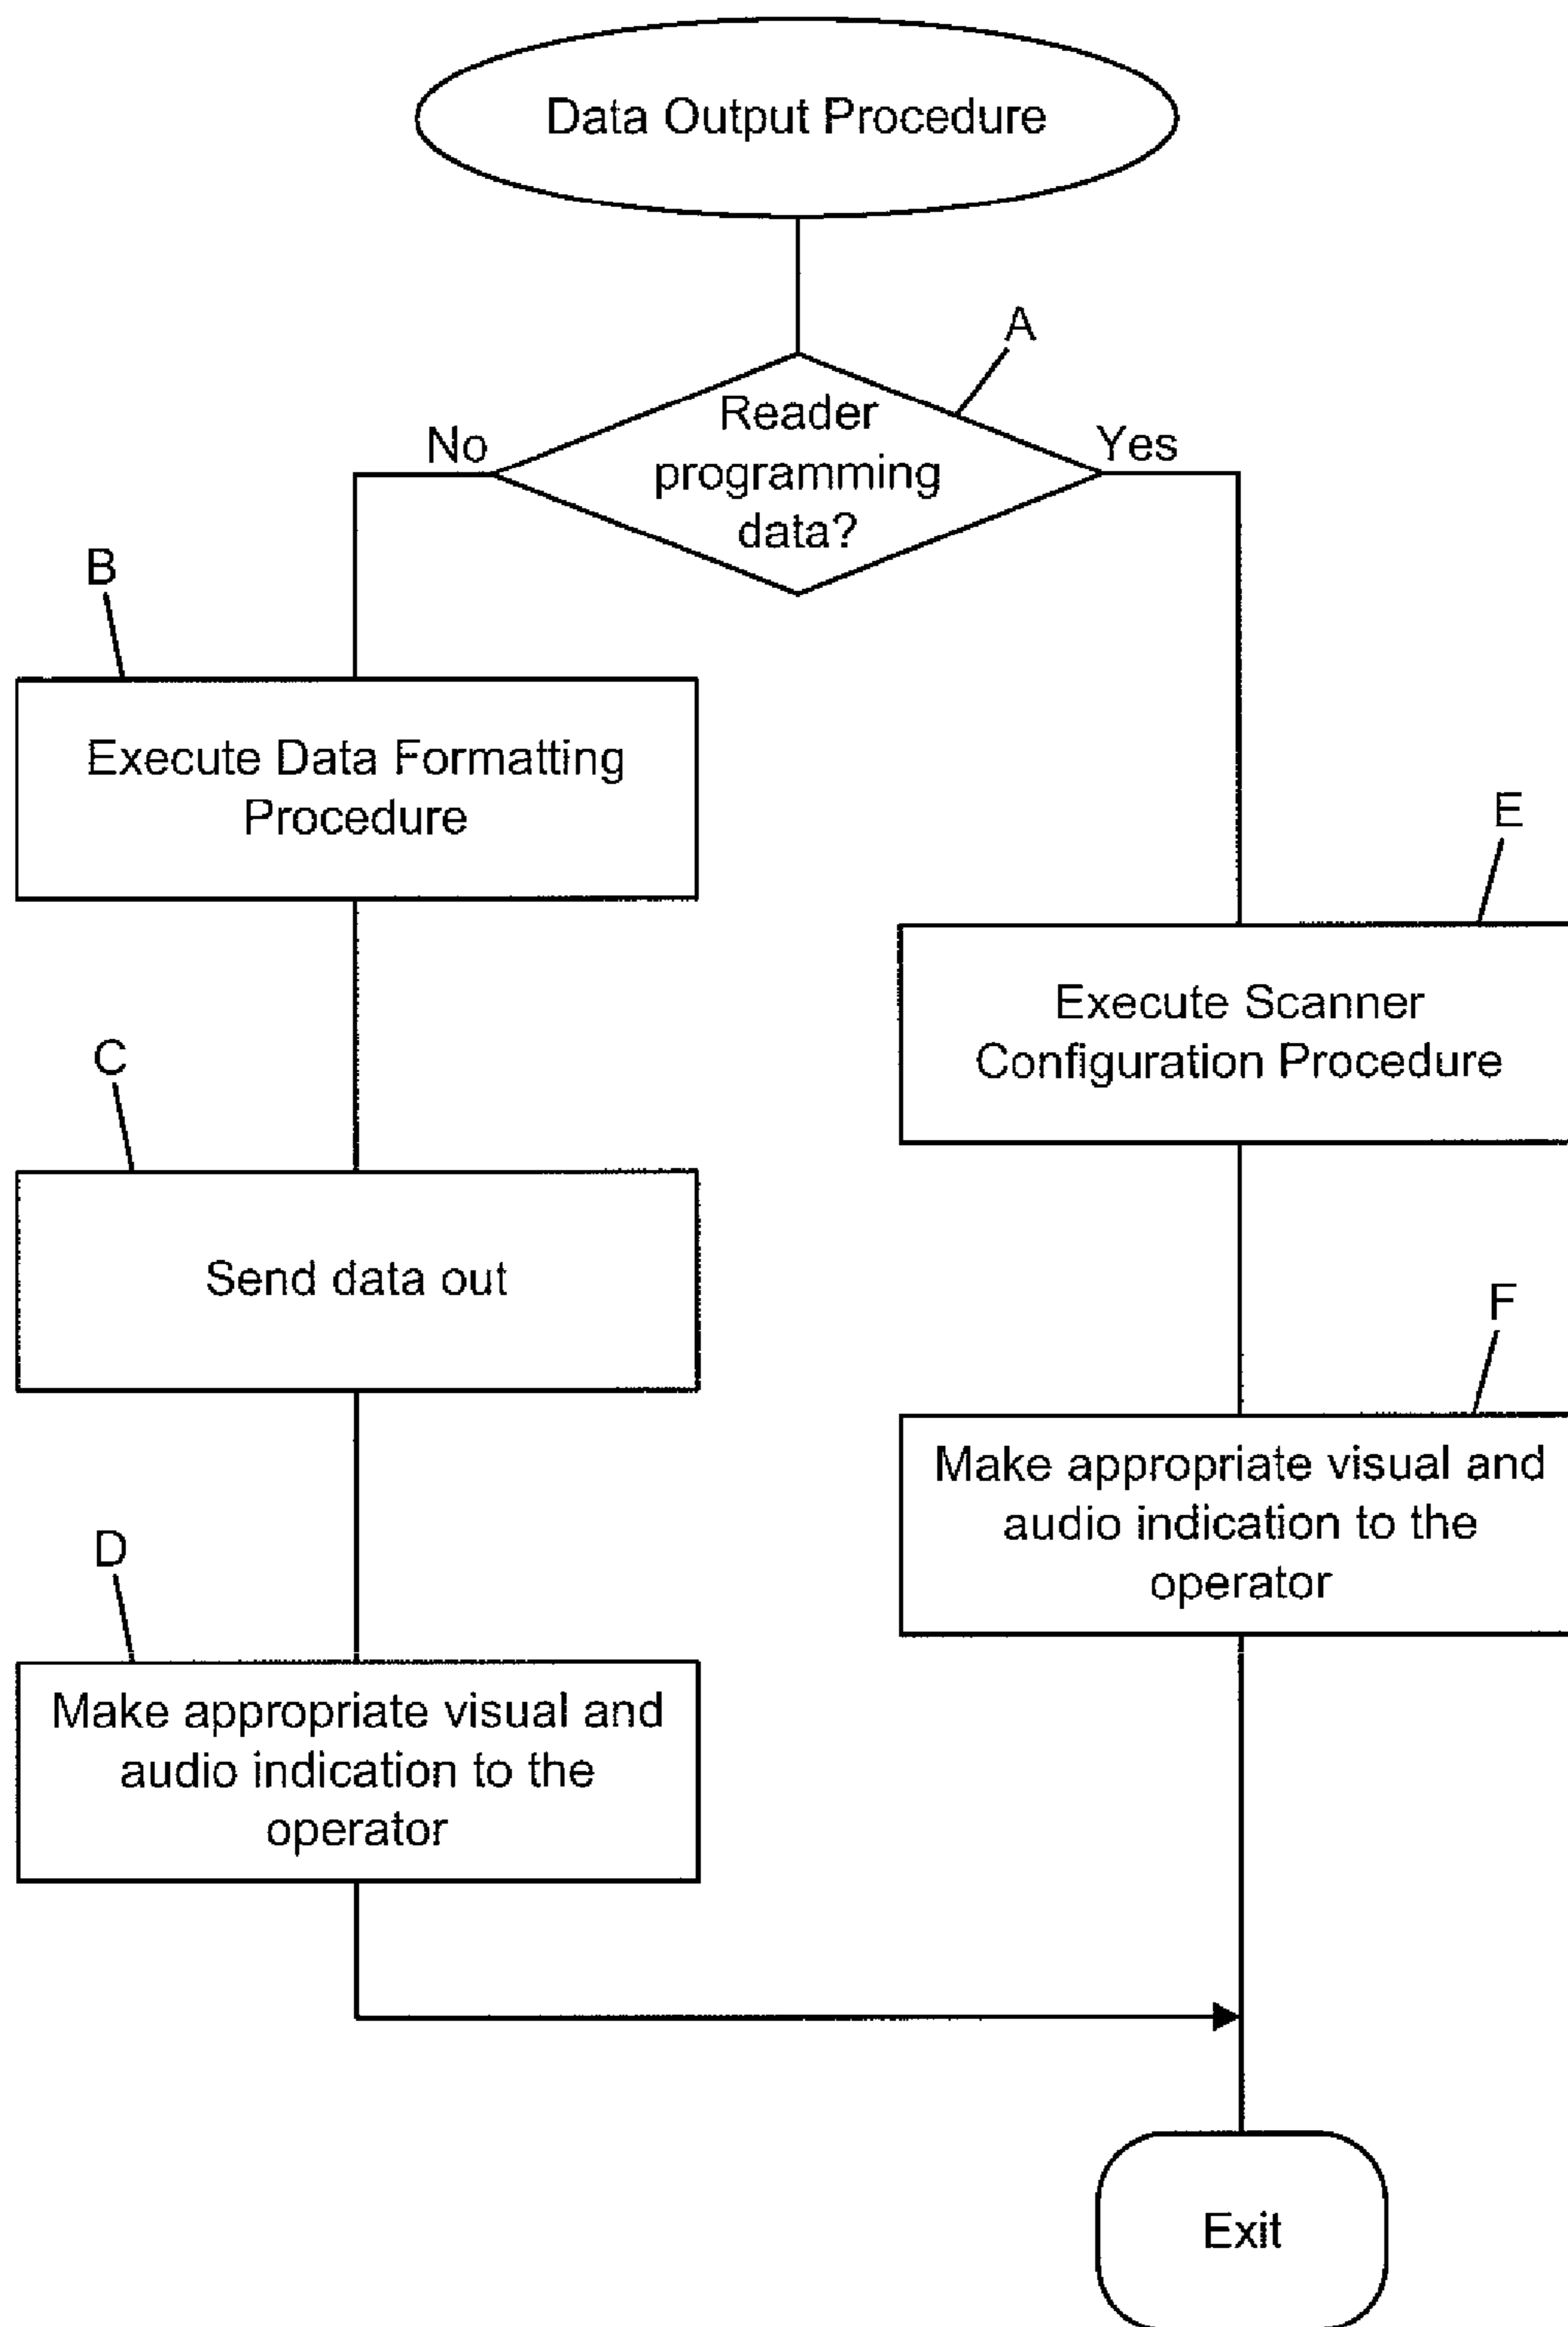 Data Output Procedure
A
Reader
programming
data?
No
Yes
B
Execute Data Formatting
Procedure
E
Execute Scanner
Configuration Procedure
C
Send data out
F
Make appropriate visual and
audio indication to the
operator
D
Make appropriate visual and
audio indication to the
operator
Exit